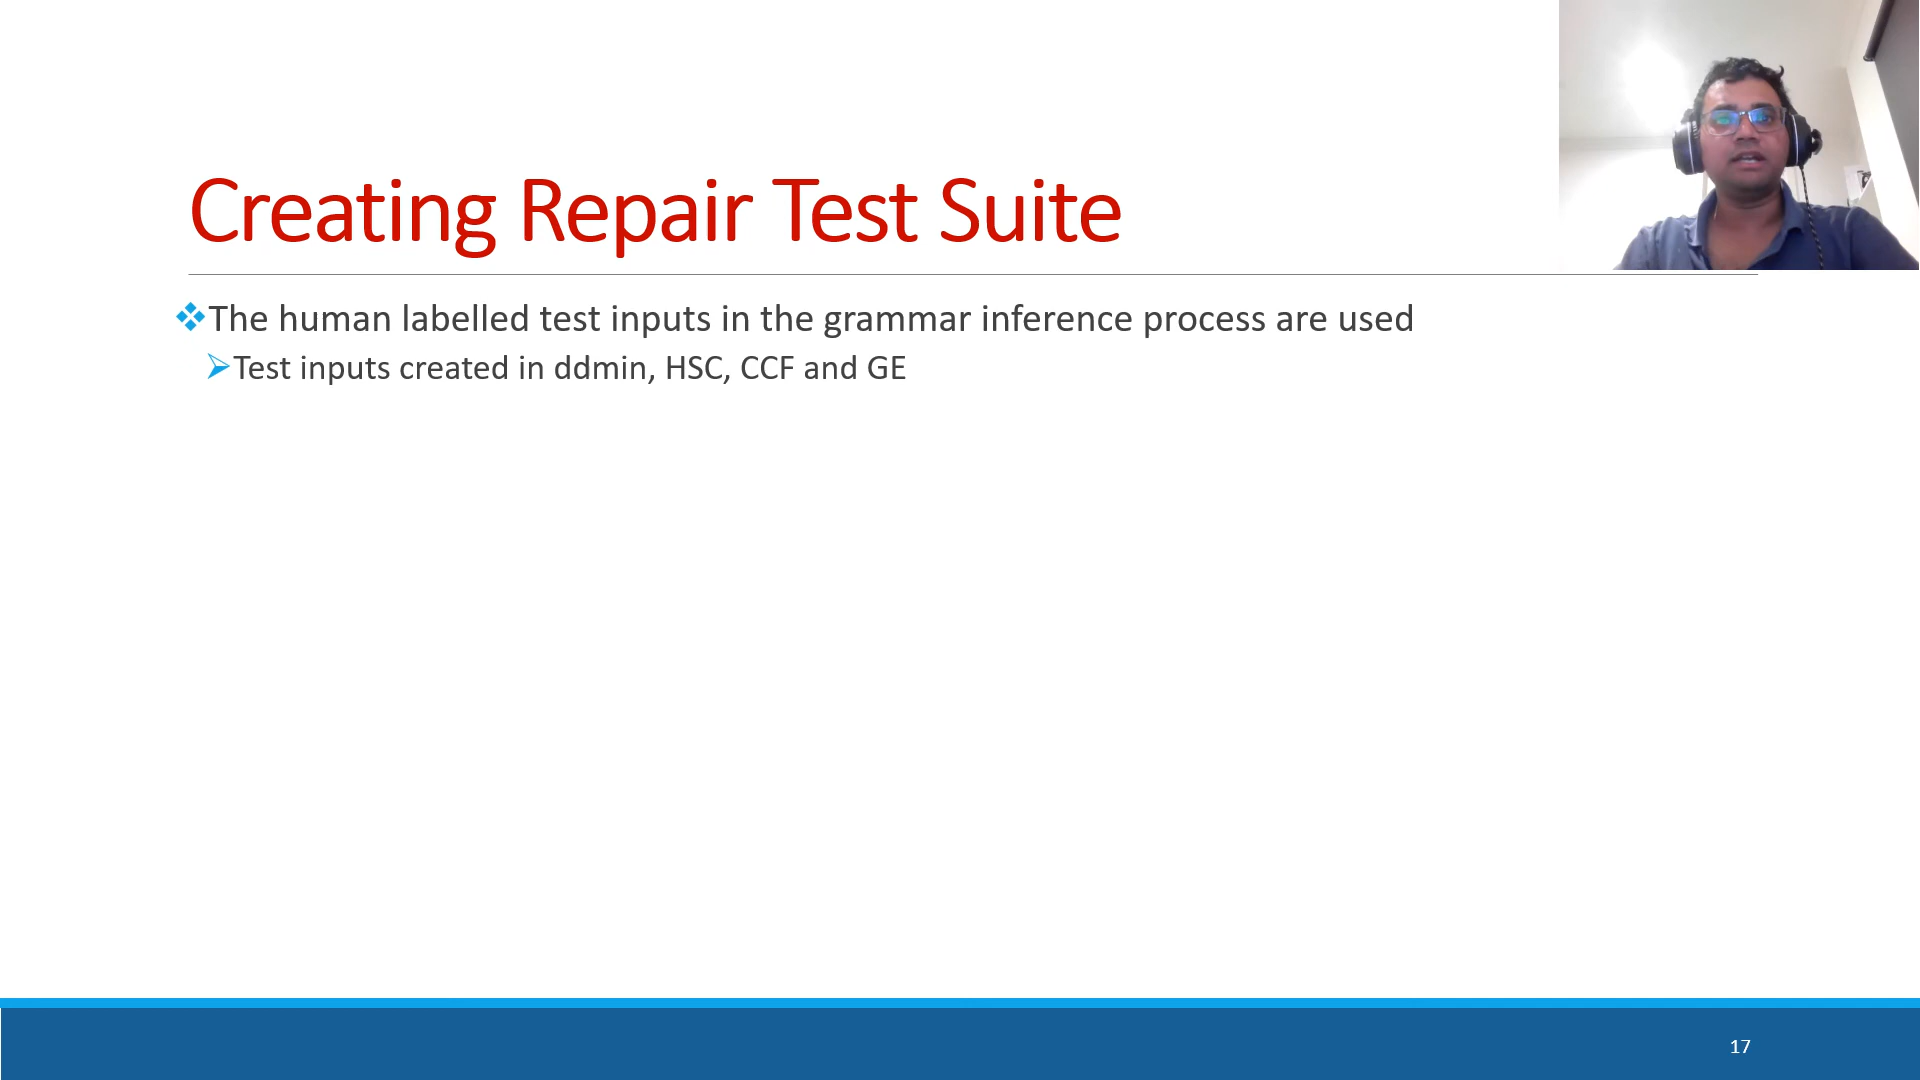 Creating Repair Test Suite
The human labelled test inputs in the grammar inference process are used
Test inputs created in ddmin, HSC, CCF and GE
17